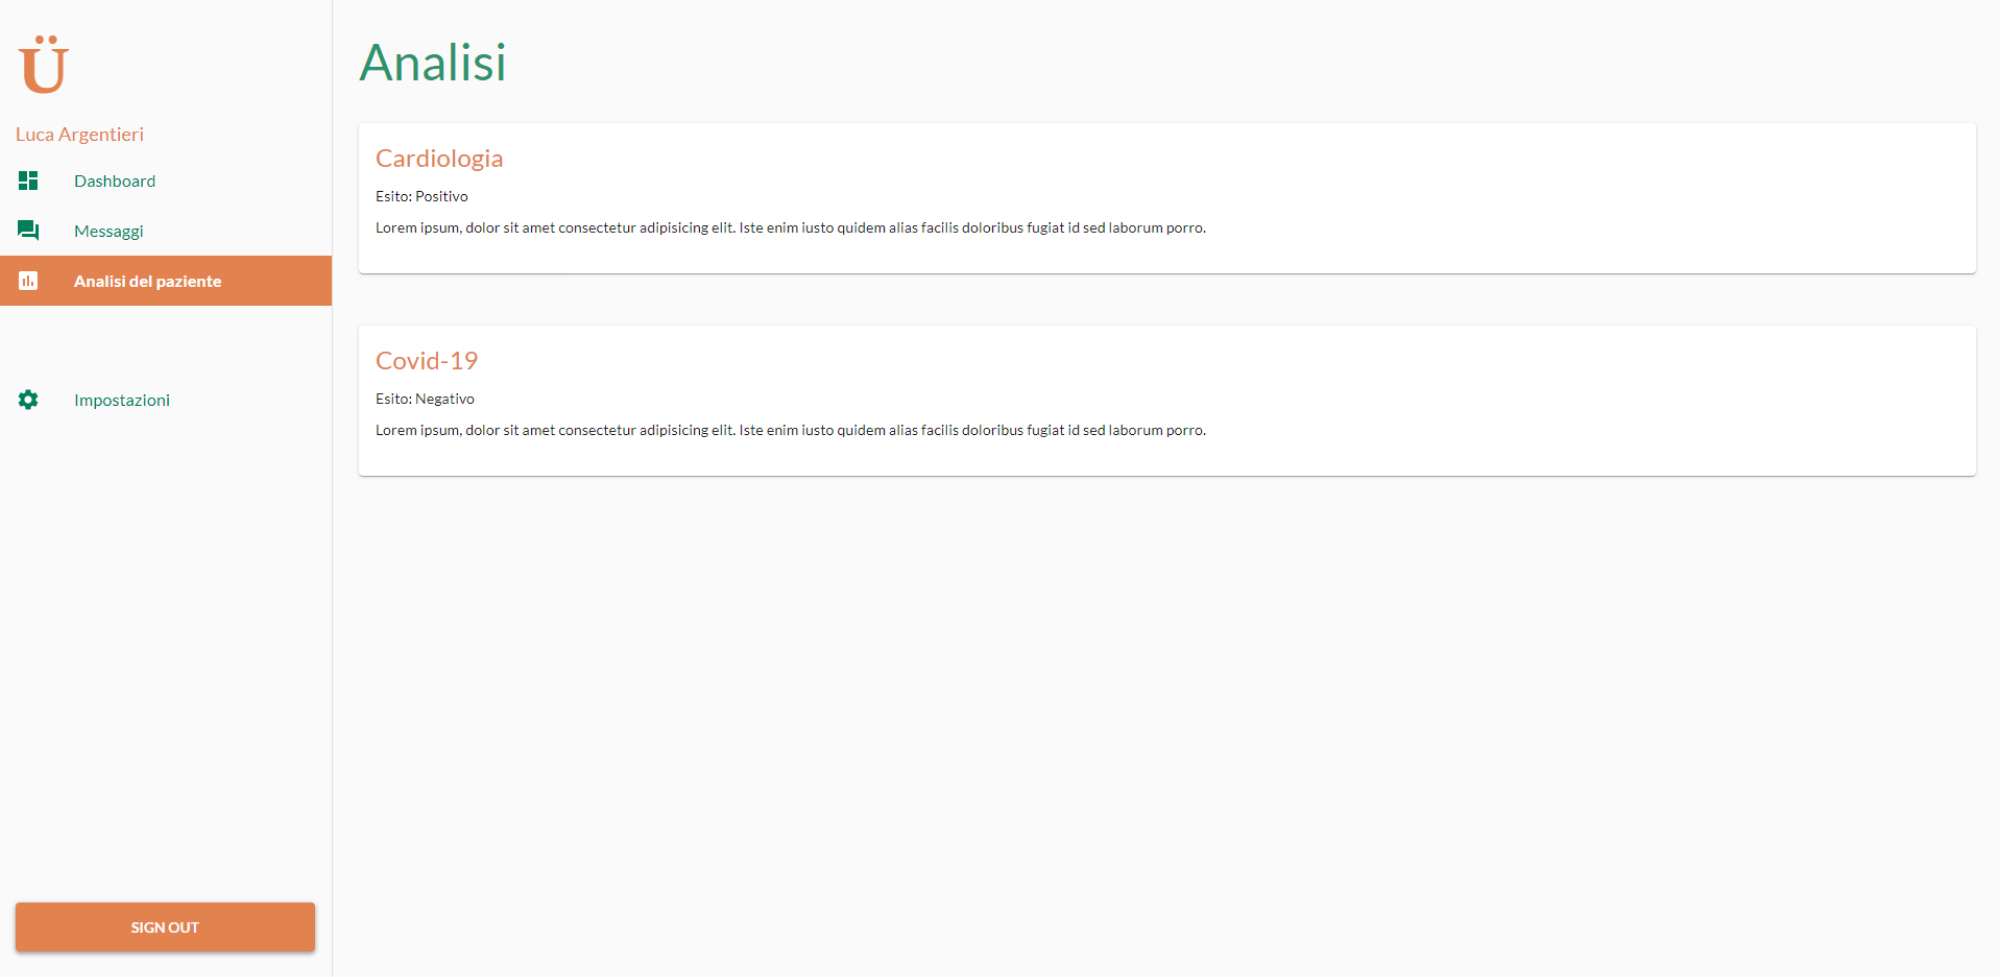 Ü
Luca Argentieri
Dashboard
Messaggi
Analisi del paziente
Impostazioni
SIGN OUT
Analisi
Cardiologia
Esito: Positivo
Lorem ipsum, dolor sit amet consectetur adipisicing elit. Iste enim iusto quidem alias facilis doloribus fugiat id sed laborum porro.
Covid-19
Esito: Negativo
Lorem ipsum, dolor sit amet consectetur adipisicing elit. Iste enim iusto quidem alias facilis doloribus fugiat id sed laborum porro.